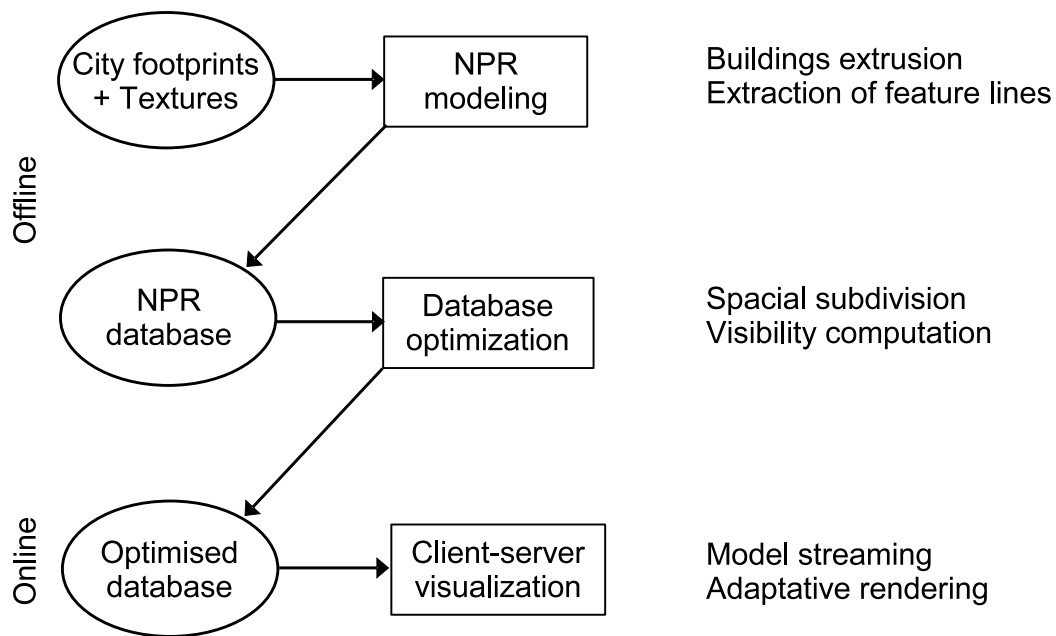 City footprints
+ Textures
NPR
modeling
Buildings extrusion
Extraction of feature lines
Offline
NPR
database
Database
optimization
Spacial subdivision
Visibility computation
Online
Optimised
database
Client-server
visualization
Model streaming
Adaptative rendering